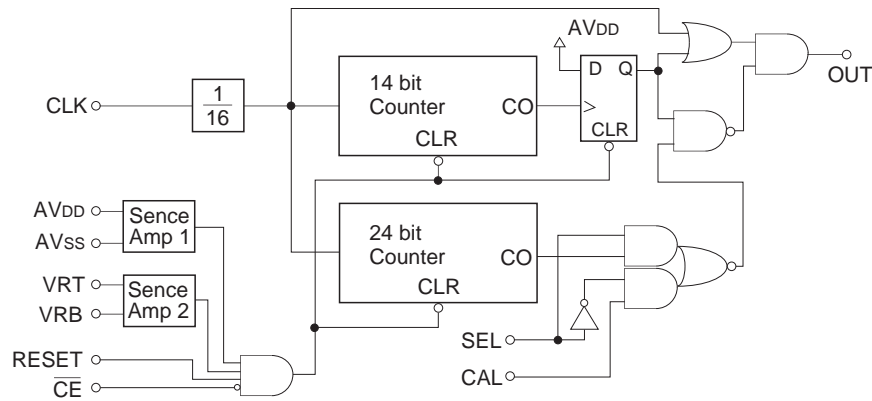 AVDD
D Q
CLR
OUT
CLK
1
16
14 bit
Counter
CO
CLR
AVDD
AVSS
Sence
Amp 1
24 bit
Counter
CO
CLR
VRT
VRB
Sence
Amp 2
SEL
CAL
RESET
CE